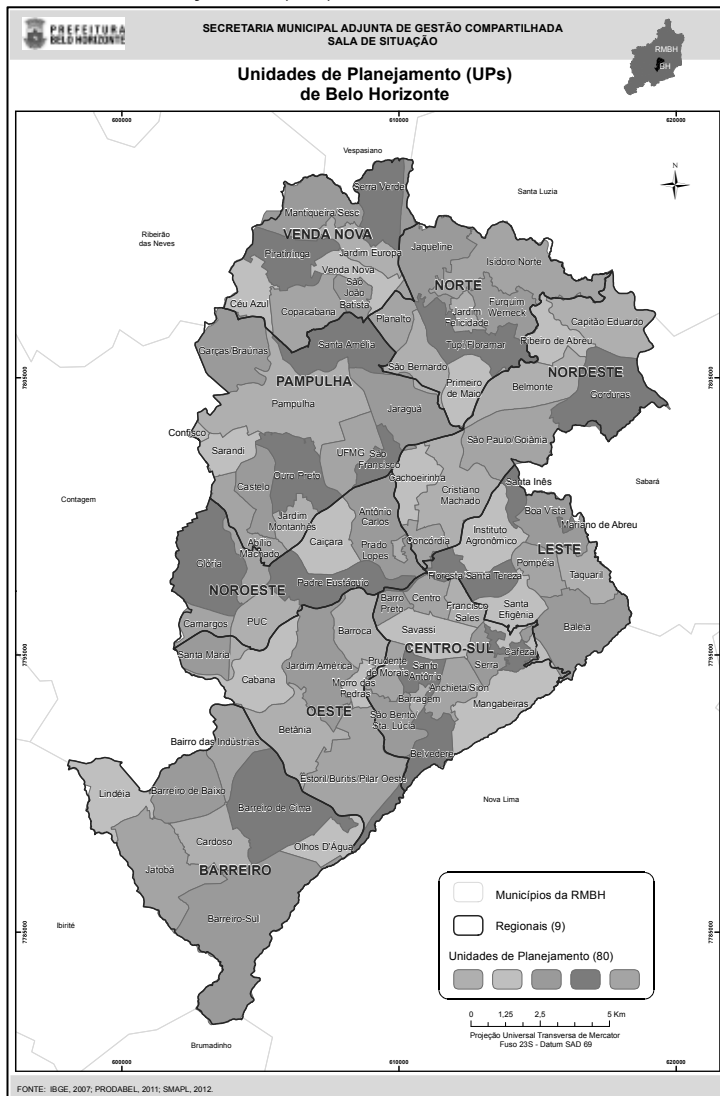 PREFEITURA
BELO HORIZONTE
SECRETARIA MUNICIPAL ADJUNTA DE GESTÃO COMPARTILHADA
SALA DE SITUAÇÃO
RMBH
BH
Unidades de Planejamento (UPs)
de Belo Horizonte
600000
610000
620000
Vespasiano
Santa Luzia
N
Ribeirão
das Neves
Serra Verde
Mantiqueira Sesc
VENDA NOVA
Piratininga
Jardim Europa
Venda Nova
Céu Azul
Copacabana
São
João
Batista
Jaqueline
Isidoro Norte
NORTE
Jardim
Felicidade
Furquim
Werneck
Planalto
Tupi Floramar
Capitão Eduardo
Ribeiro de Abreu
Garças/Braúnas
Santa Amélia
São Bernardo
Primeiro
de Maio
NORDESTE
Belmonte
Gorduras
7805000
7805000
PAMPULHA
Pampulha
Jaraguá
Confisco
Sarandi
UFMG
São
Francisco
Ouro Preto
Castelo
São Paulo/Goiânia
Cachoeirinha
Cristiano
Machado
Contagem
Sabará
Santa Inês
Boa Vista
Mariano de Abreu
Jardim
Montanhês
Antônio
Carlos
Abílio
Machado
Caiçara
Prado
Lopes
Concórdia
Instituto
Agronômico
LESTE
Pompéia
Taquaril
Glória
NOROESTE
Padre Eustáquio
Floresta Santa Tereza
Camargos
PUC
Barro
Preto
Centro
Francisco
Sales
Santa
Efigênia
Baleia
7795000
7795000
Santa Maria
Barroca
Savassi
CENTRO-SUL
Cafezal
Cabana
Jardim América
Prudente
de Morais
Santo
Antônio
Serra
Morro das
Pedras
Anchieta/Sion
Barragem
Mangabeiras
OESTE
Betânia
São Bento/
Sta. Lúcia
Belvedere
Bairro das Indústrias
Estoril/Buritis/Pilar Oeste
Lindéia
Barreiro de Baixo
Barreiro de Cima
Nova Lima
Cardoso
Olhos D'Água
Jatobá
BARREIRO
Barreiro-Sul
Ibirité
7785000
7785000
Brumadinho
Municípios da RMBH
Regionais (9)
Unidades de Planejamento (80)
0 1,25 2,5 5 Km
Projeção Universal Transversa de Mercator
Fuso 23S - Datum SAD 69
600000
610000
620000
FONTE: IBGE, 2007; PRODABEL, 2011; SMAPL, 2012.